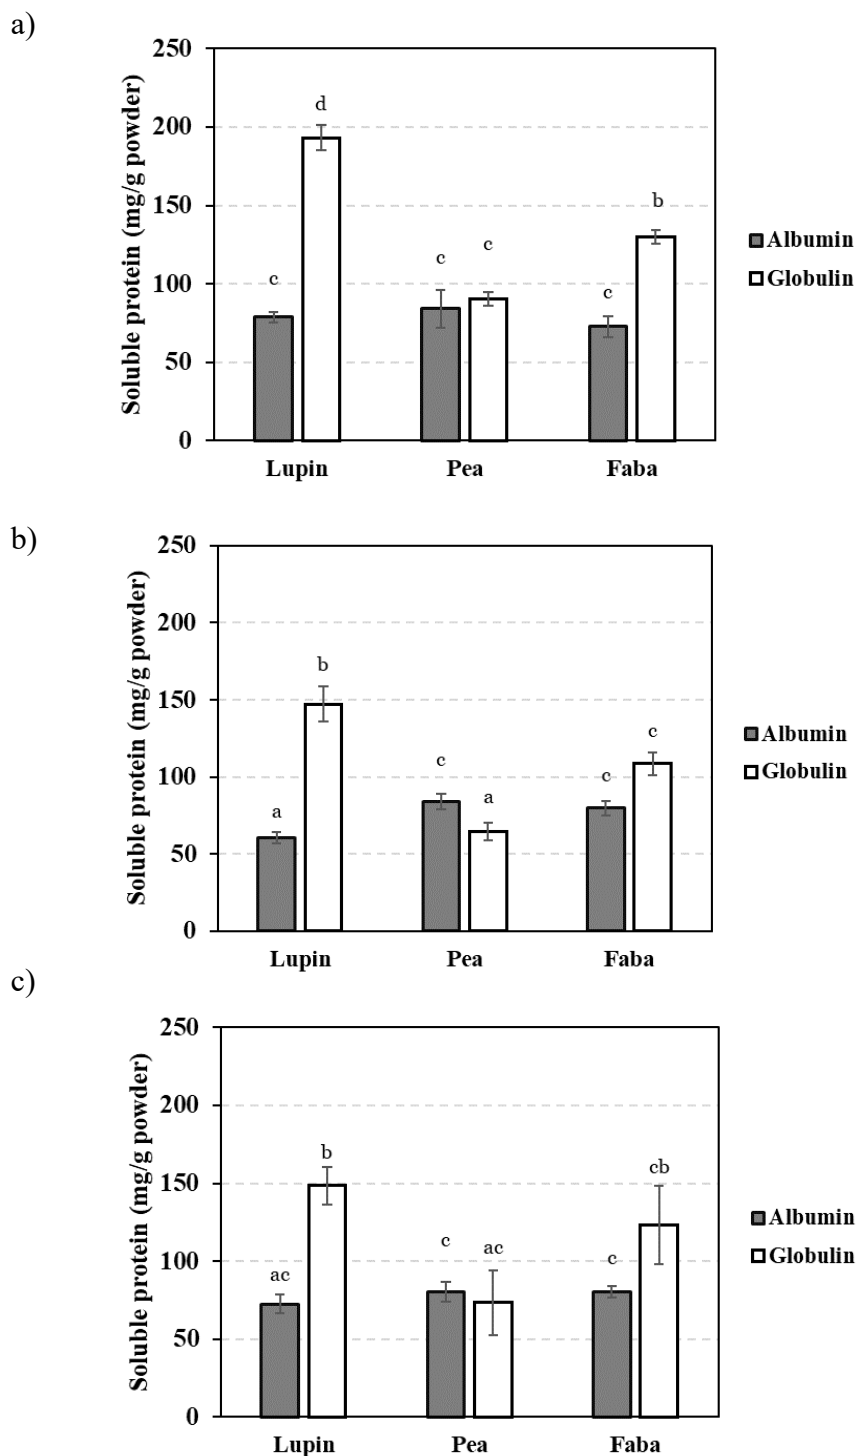 a)
Soluble protein (mg/g powder)
250
200
150
100
50
0
d
c
c
c
b
c
Lupin
Pea
Faba
Albumin
Globulin
b)
Soluble protein (mg/g powder)
250
200
150
100
50
0
b
a
c
a
c
c
Lupin
Pea
Faba
Albumin
Globulin
c)
Soluble protein (mg/g powder)
250
200
150
100
50
0
b
ac
c
ac
cb
c
Lupin
Pea
Faba
Albumin
Globulin